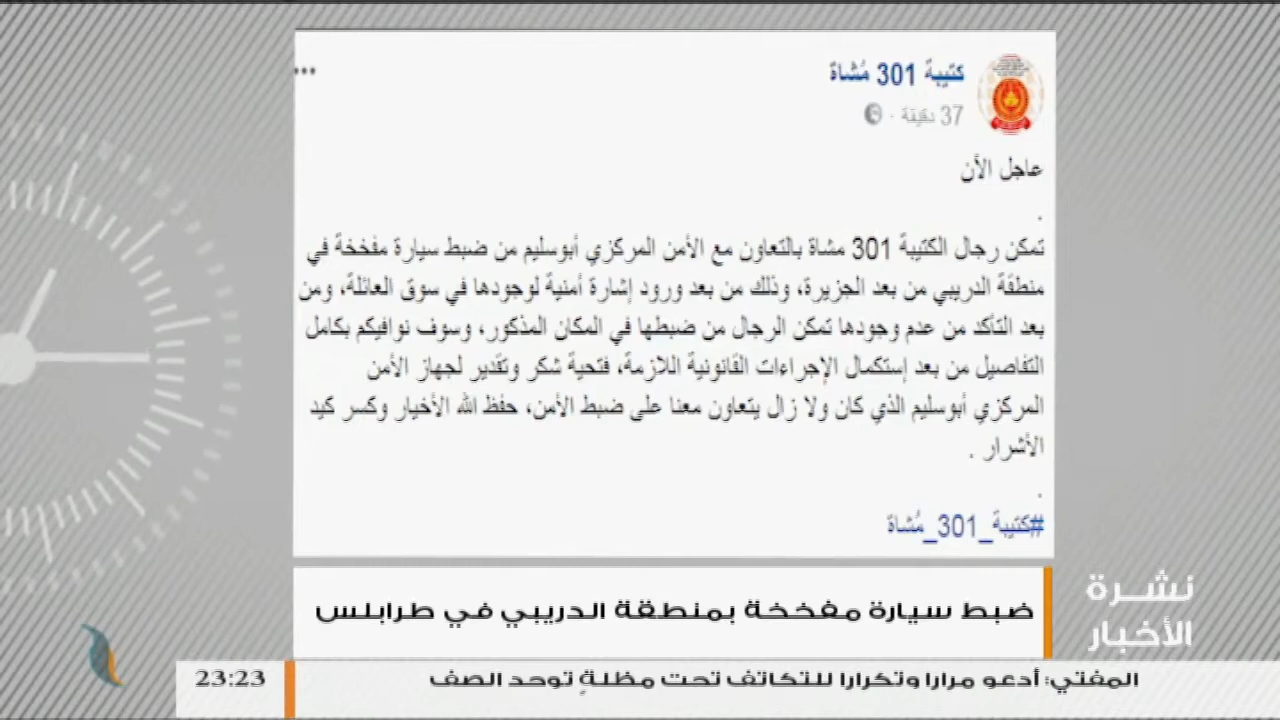 كتيبة 301 مُشاة
37 دقيقة ·
عاجل الأن
.
تمكن رجال الكتيبة 301 مشاة بالتعاون مع الأمن المركزي أبوسليم من ضبط سيارة مفخخة في
منطقة الدريبي من بعد الجزيرة، وذلك من بعد ورود إشارة أمنية لوجودها في سوق العائلة، ومن
بعد التأكد من عدم وجودها تمكن الرجال من ضبطها في المكان المذكور، وسوف نوافيكم بكامل
التفاصيل من بعد إستكمال الإجراءات القانونية اللازمة، فتحية شكر وتقدير لجهاز الأمن
المركزي أبوسليم الذي كان ولا زال يتعاون معنا على ضبط الأمن، حفظ الله الأخيار وكسر كيد
الأشرار .
.
#كتيبة_301_مُشاة
ضبط سيارة مفخخة بمنطقة الدريبي في طرابلس
نشرة
الأخبار
المفتي: أدعو مرارا وتكرارا للتكاتف تحت مظلةٍ توحد الصف
23:23